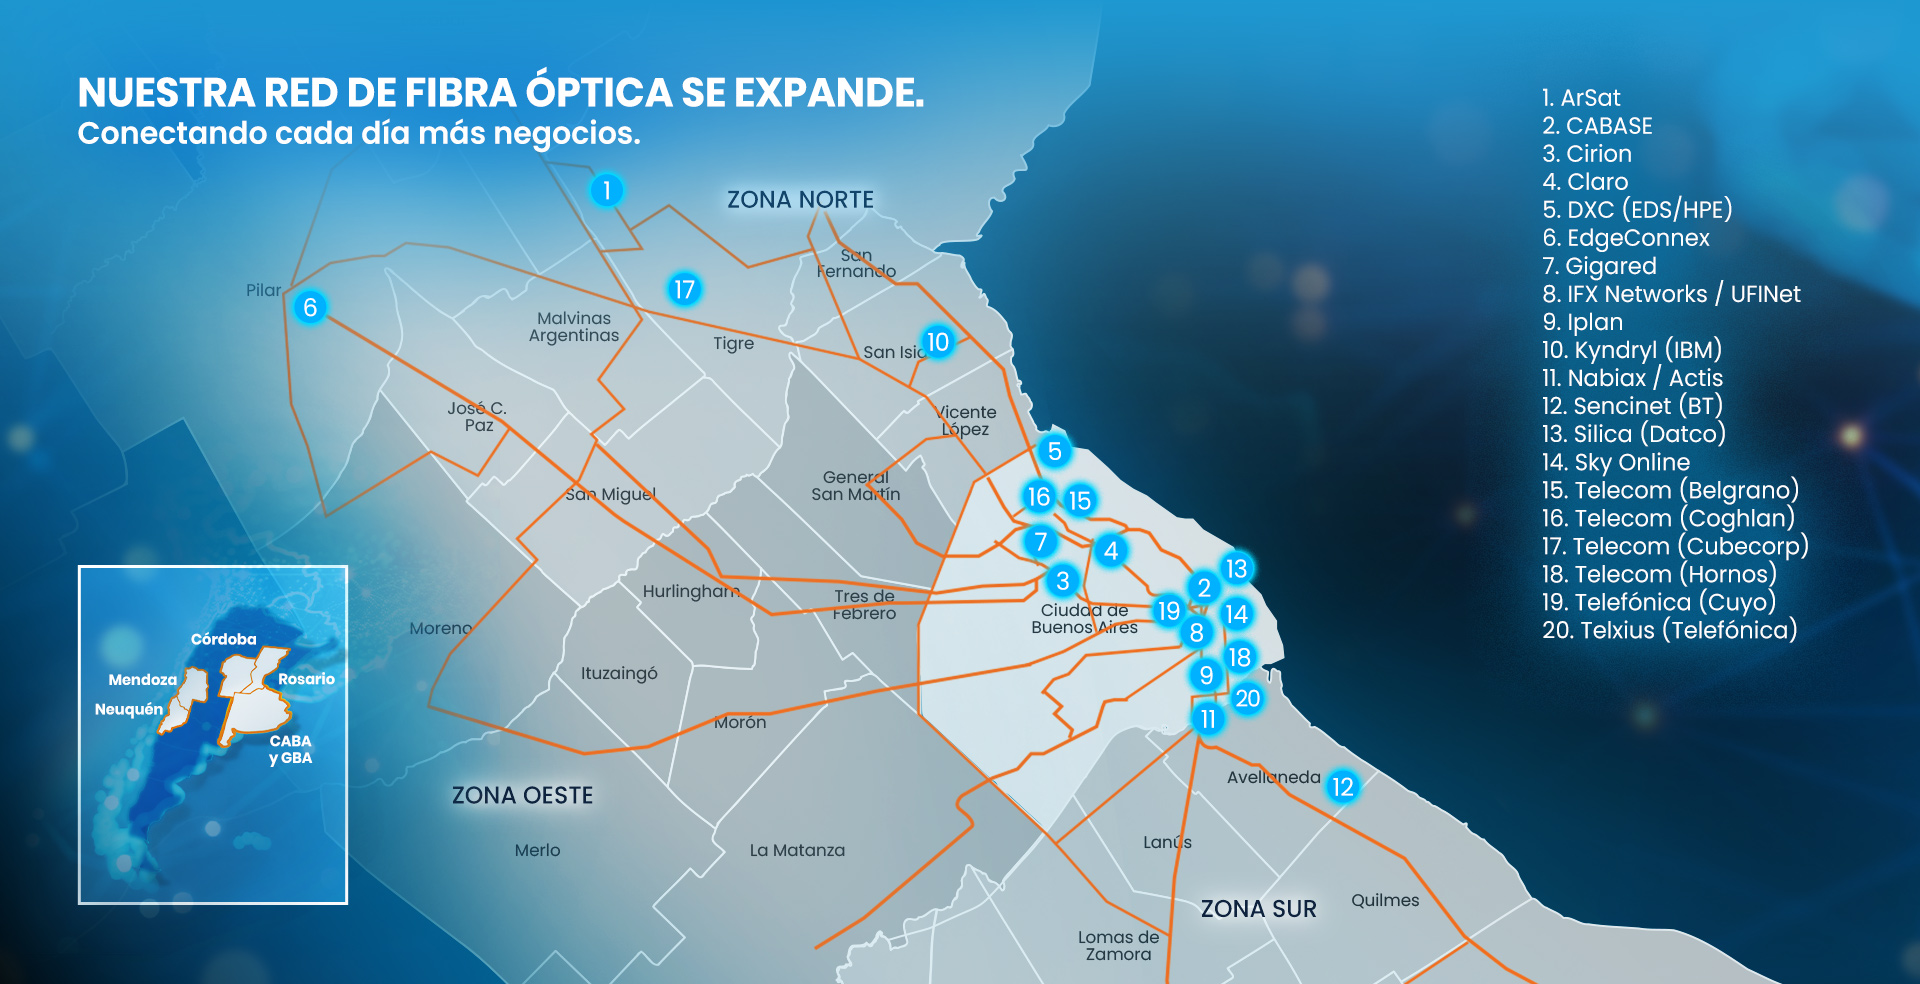 NUESTRA RED DE FIBRA ÓPTICA SE EXPANDE.
Conectando cada día más negocios.
1. ArSat
2. CABASE
3. Cirion
4. Claro
5. DXC (EDS/HPE)
6. EdgeConnex
7. Gigared
8. IFX Networks / UFINet
9. Iplan
10. Kyndryl (IBM)
11. Nabiax / Actis
12. Sencinet (BT)
13. Silica (Datco)
14. Sky Online
15. Telecom (Belgrano)
16. Telecom (Coghlan)
17. Telecom (Cubecorp)
18. Telecom (Hornos)
19. Telefónica (Cuyo)
20. Telxius (Telefónica)
1
ZONA NORTE
San
Fernando
Pilar
6
17
Malvinas
Argentinas
Tigre
San Isid
10
José C.
Paz
Vicente
López
5
General
San Martín
San Miguel
16
15
7
4
3
13
2
Hurlingham
Tres de
Febrero
Ciudad de
Buenos Aires
19
14
8
Moreno
18
Ituzaingó
9
20
Morón
11
Avellaneda
12
ZONA OESTE
Merlo
La Matanza
Lanús
ZONA SUR
Quilmes
Lomas de
Zamora
Córdoba
Mendoza
Rosario
Neuquén
CABA
y GBA